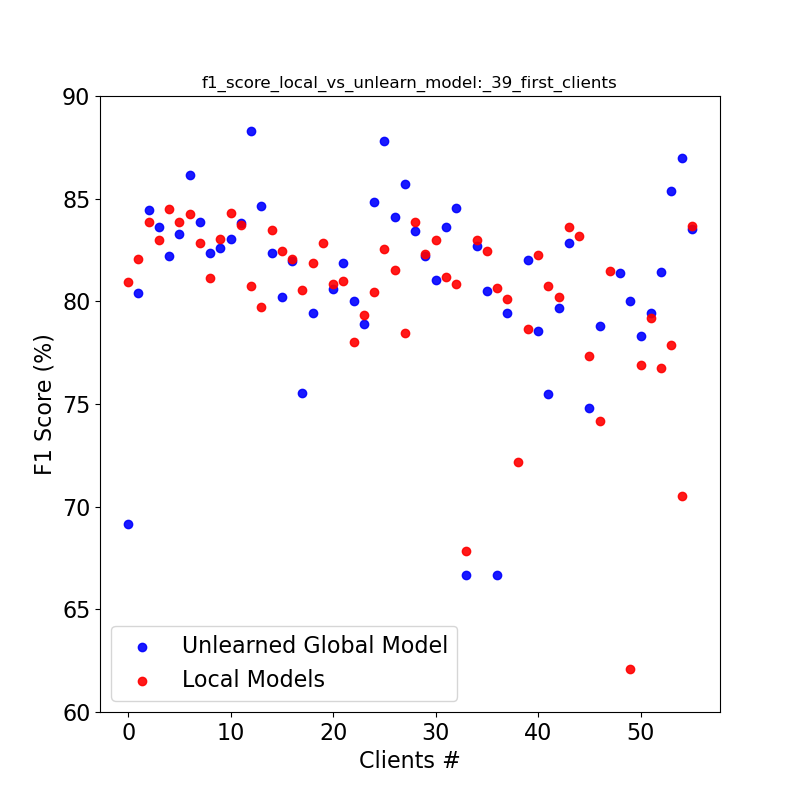 f1_score_local_vs_unlearn_model:_39_first_clients
90
85
80
75
70
65
60
F1 Score (%)
Unlearned Global Model
Local Models
0 10 20 30 40 50
Clients #